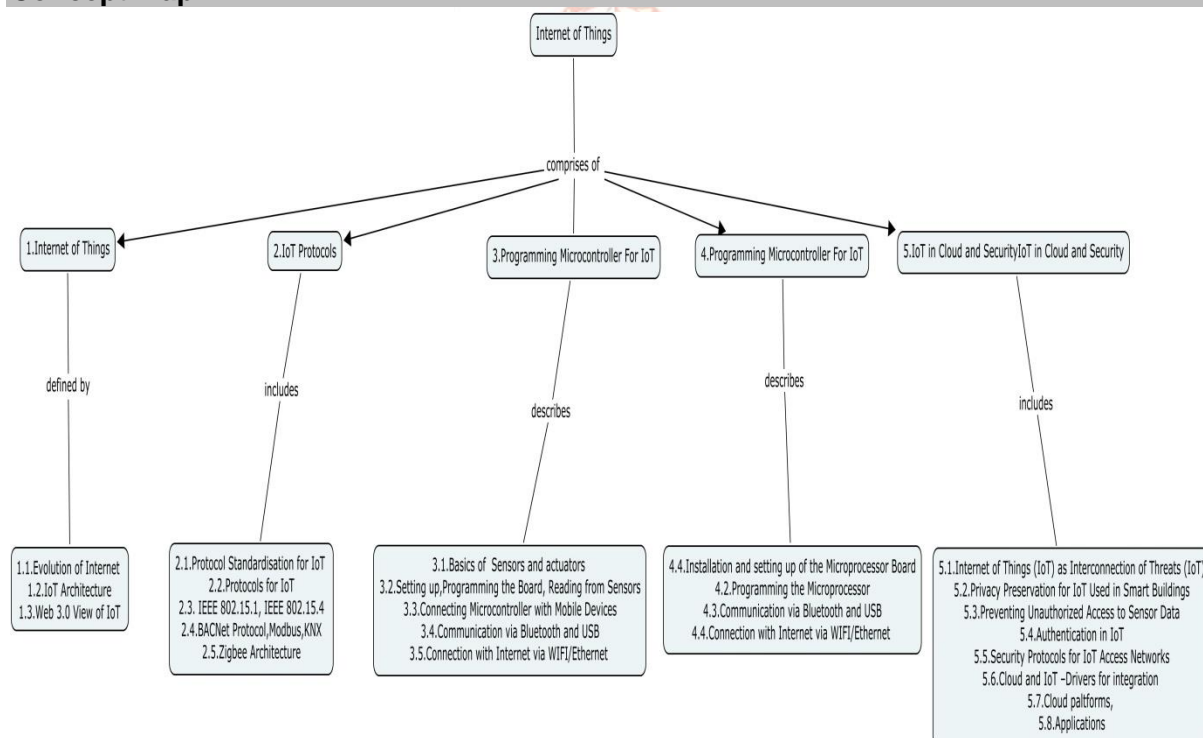 Internet of Things
comprises of
1.Internet of Things
2.IoT Protocols
3.Programming Microcontroller For IoT
4.Programming Microcontroller For IoT
5.IoT in Cloud and SecurityIoT in Cloud and Security
defined by
includes
describes
describes
includes
1.1.Evolution of Internet
1.2.IoT Architecture
1.3.Web 3.0 View of IoT
2.1.Protocol Standardisation for IoT
2.2.Protocols for IoT
2.3. IEEE 802.15.1, IEEE 802.15.4
2.4.BACNet Protocol,Modbus,KNX
2.5.Zigbee Architecture
3.1.Basics of Sensors and actuators
3.2.Setting up,Programming the Board, Reading from Sensors
3.3.Connecting Microcontroller with Mobile Devices
3.4.Communication via Bluetooth and USB
3.5.Connection with Internet via WIFI/Ethernet
4.4.Installation and setting up of the Microprocessor Board
4.2.Programming the Microprocessor
4.3.Communication via Bluetooth and USB
4.4.Connection with Internet via WIFI/Ethernet
5.1.Internet of Things (IoT) as Interconnection of Threats (IoT)
5.2.Privacy Preservation for IoT Used in Smart Buildings
5.3.Preventing Unauthorized Access to Sensor Data
5.4.Authentication in IoT
5.5.Security Protocols for IoT Access Networks
5.6.Cloud and IoT –Drivers for integration
5.7.Cloud paltforms,
5.8.Applications